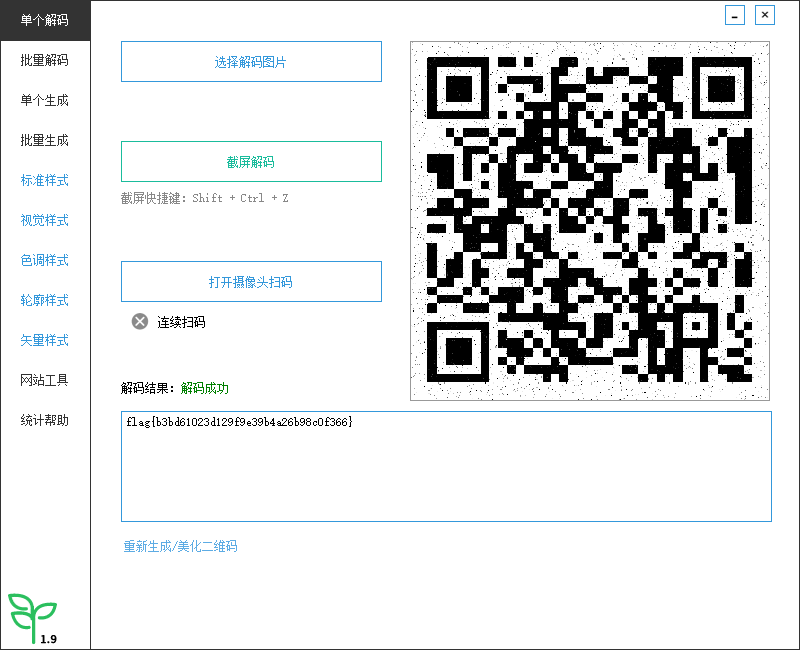 单个解码
批量解码
单个生成
批量生成
标准样式
视觉样式
色调样式
轮廓样式
矢量样式
网站工具
统计帮助
1.9
选择解码图片
截屏解码
截屏快捷键：Shift + Ctrl + Z
打开摄像头扫码
连续扫码
解码结果：解码成功
flag{b3bd61023d129f9e39b4a26b98c0f366}
重新生成/美化二维码